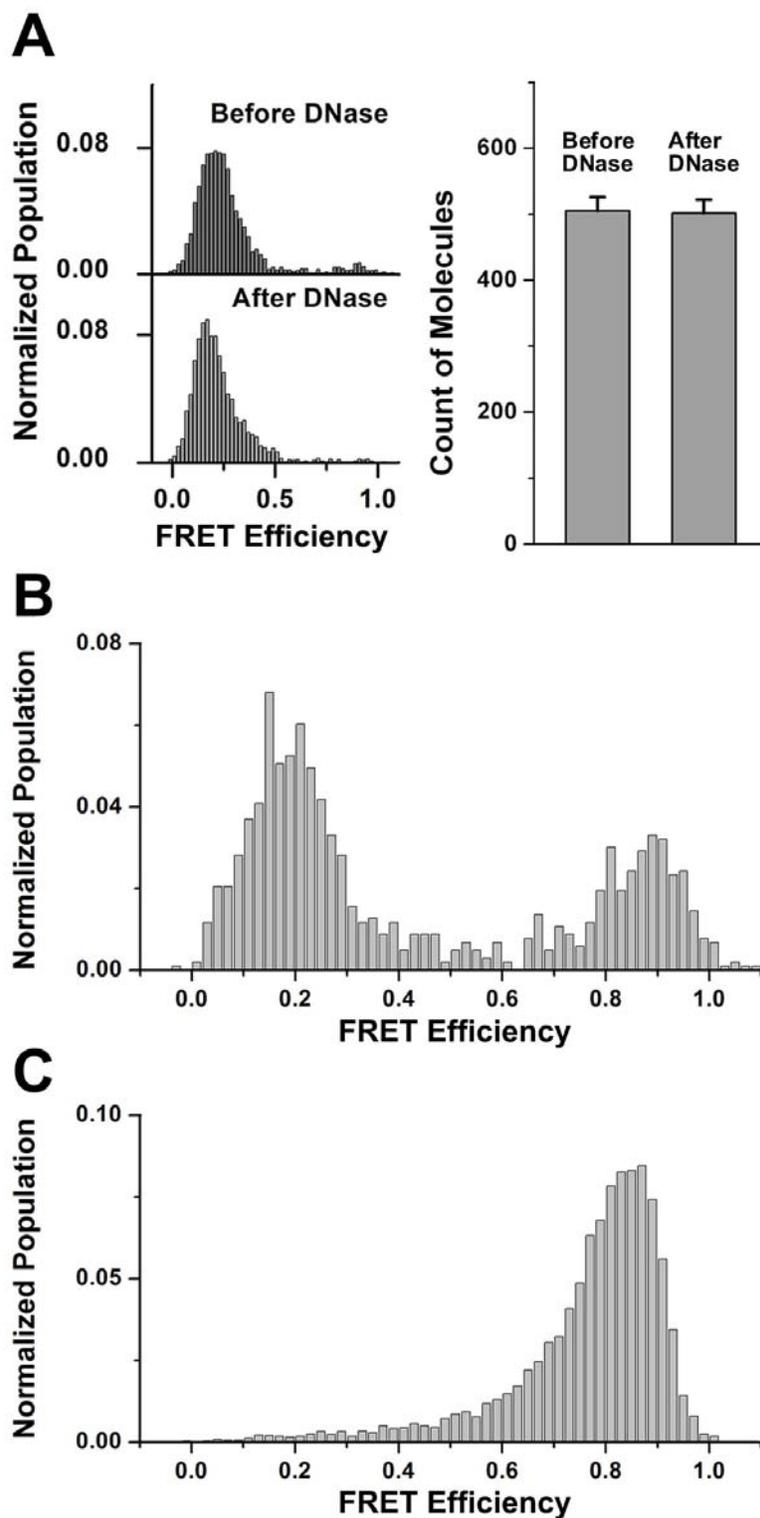 A
Normalized Population
0.08
Before DNase
0.00
0.08
After DNase
0.00
0.0 0.5 1.0
FRET Efficiency
Count of Molecules
600
400
200
0
Before
DNase
After
DNase
B
Normalized Population
0.08
0.04
0.00
0.0 0.2 0.4 0.6 0.8 1.0
FRET Efficiency
C
Normalized Population
0.10
0.05
0.00
0.0 0.2 0.4 0.6 0.8 1.0
FRET Efficiency